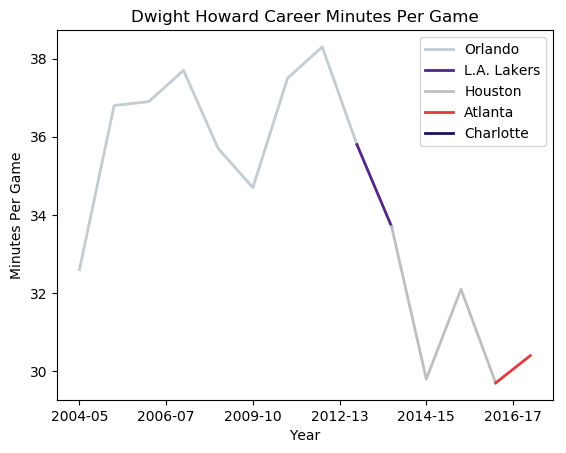 Dwight Howard Career Minutes Per Game
Orlando
L.A. Lakers
Houston
Atlanta
Charlotte
38
36
34
32
30
Minutes Per Game
2004-05 2006-07 2009-10 2012-13 2014-15 2016-17
Year